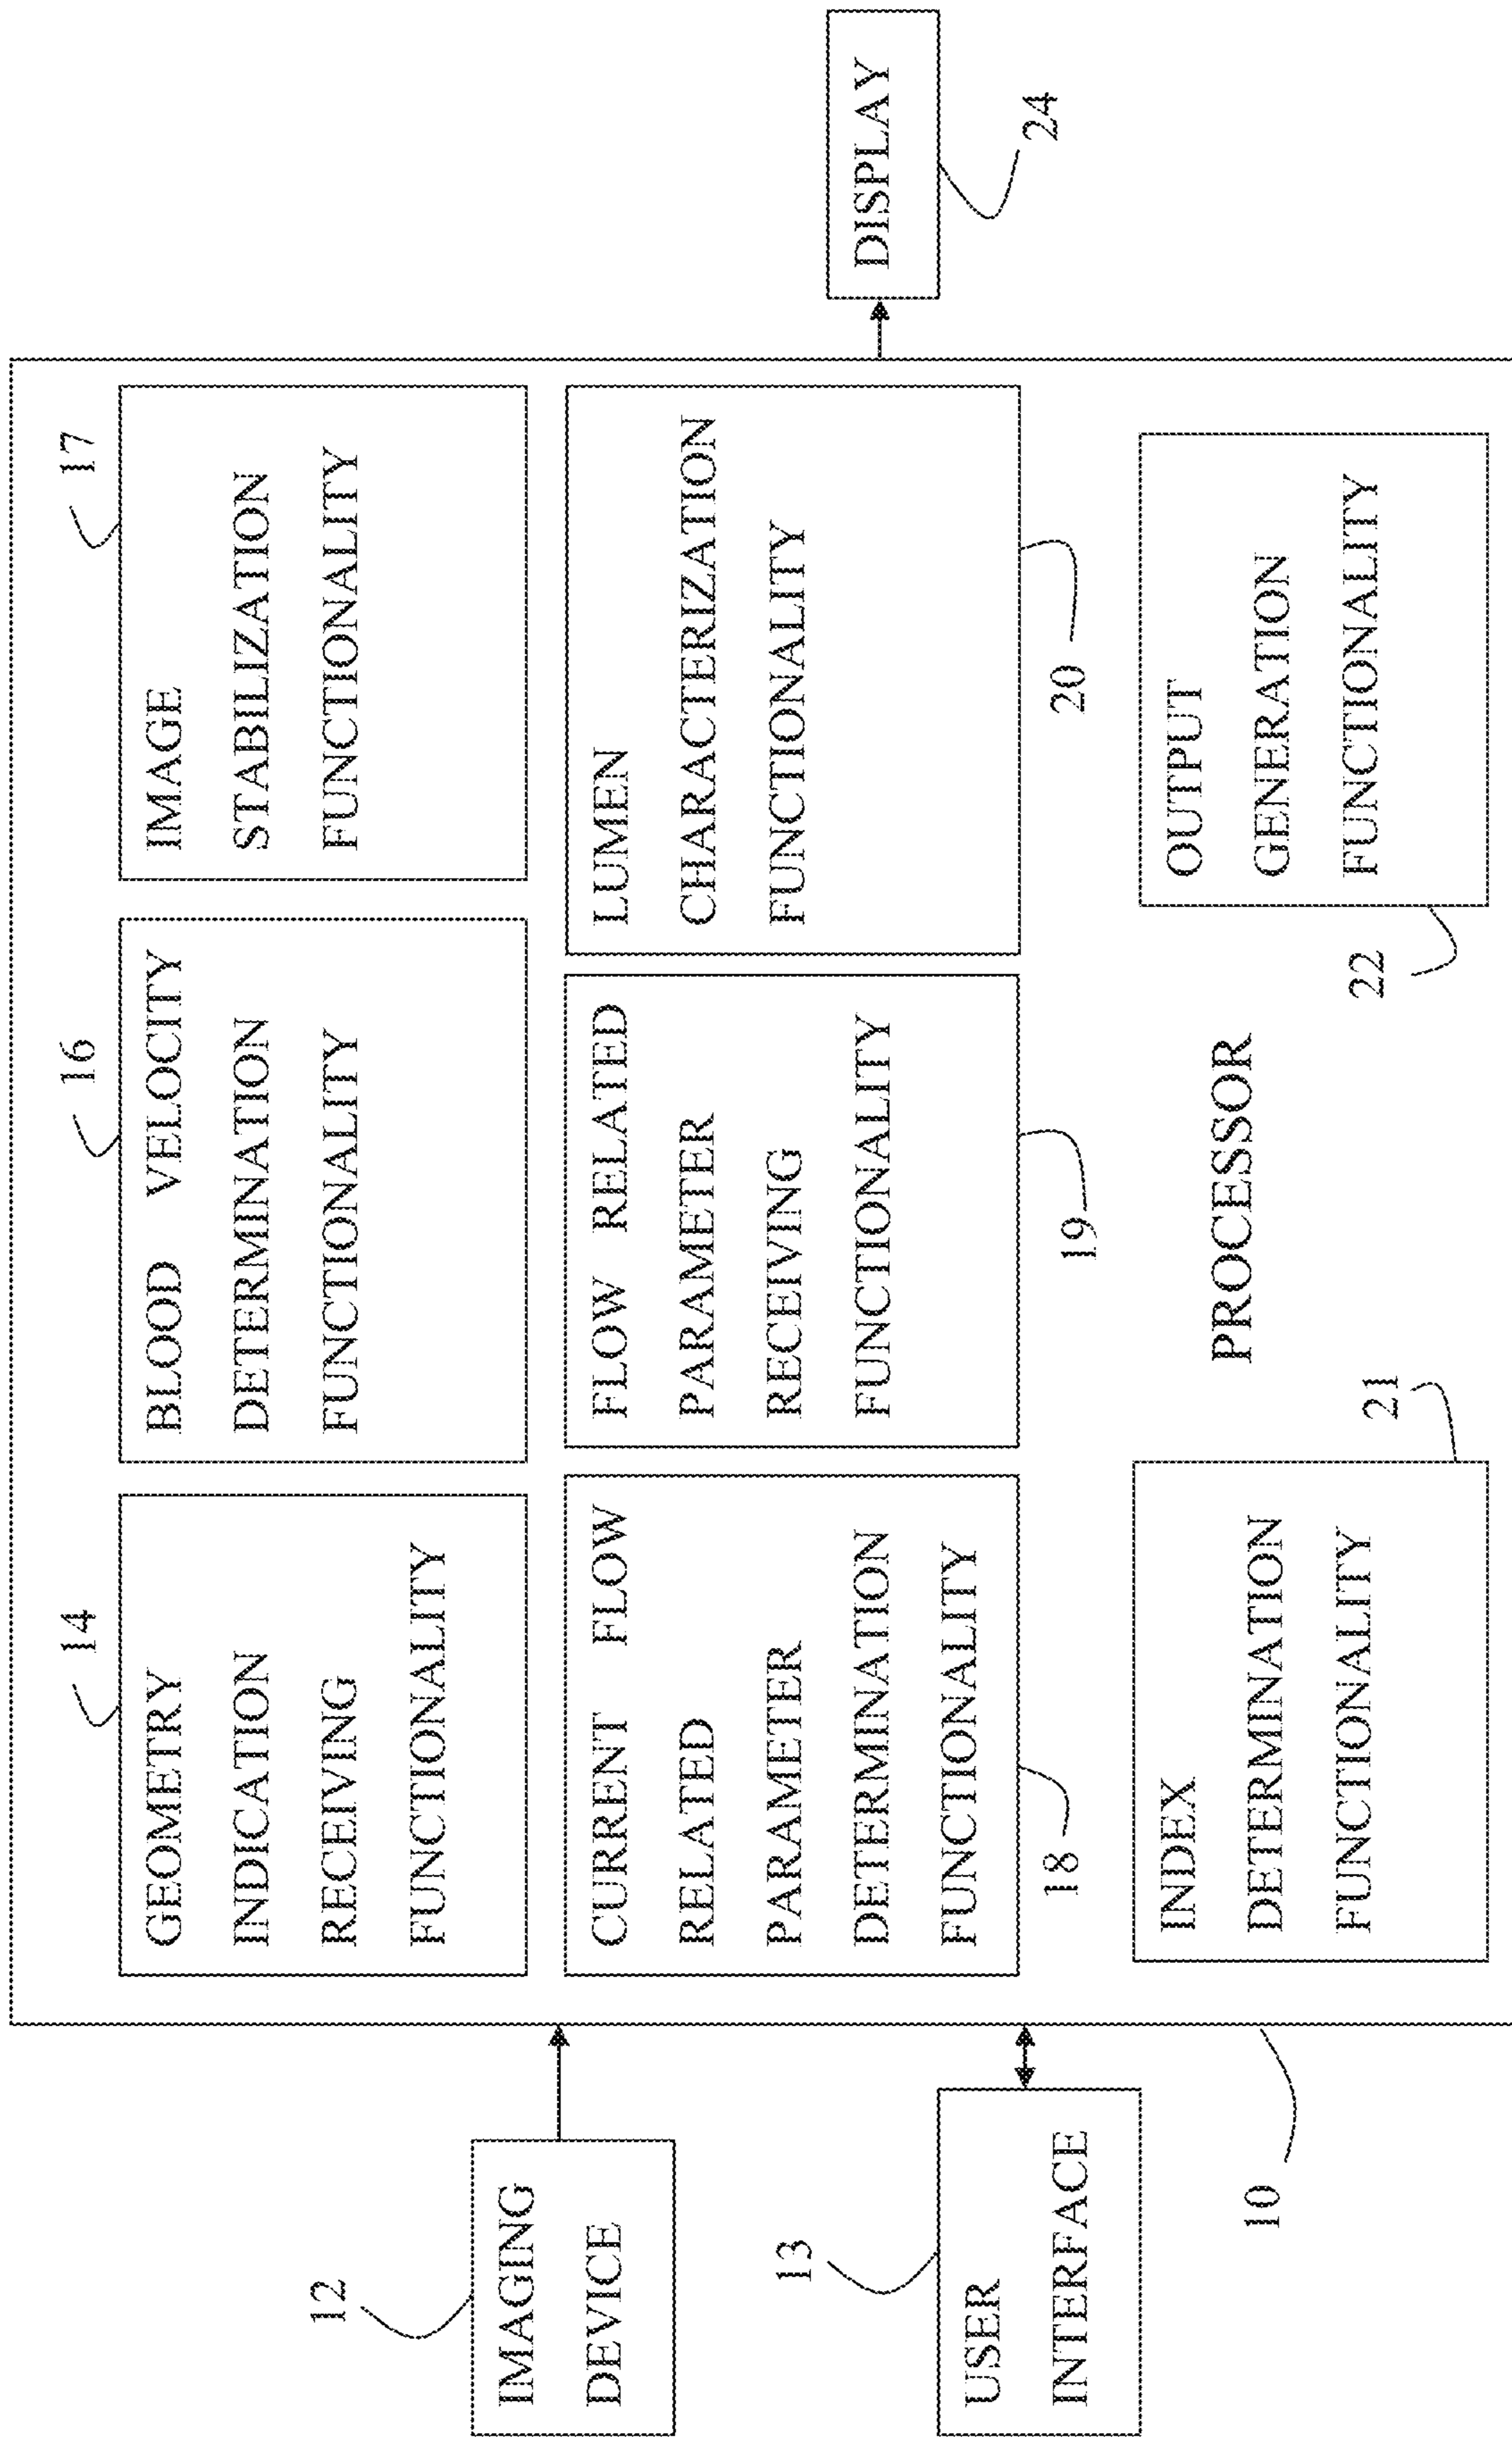 12
IMAGING
DEVICE
13
USER
INTERFACE
10
14
GEOMETRY
INDICATION
RECEIVING
FUNCTIONALITY
16
BLOOD VELOCITY
DETERMINATION
FUNCTIONALITY
17
IMAGE
STABILIZATION
FUNCTIONALITY
CURRENT FLOW
RELATED
PARAMETER
DETERMINATION
FUNCTIONALITY
18
FLOW RELATED
PARAMETER
RECEIVING
FUNCTIONALITY
19
LUMEN
CHARACTERIZATION
FUNCTIONALITY
20
INDEX
DETERMINATION
FUNCTIONALITY
21
PROCESSOR
OUTPUT
GENERATION
FUNCTIONALITY
22
DISPLAY
24